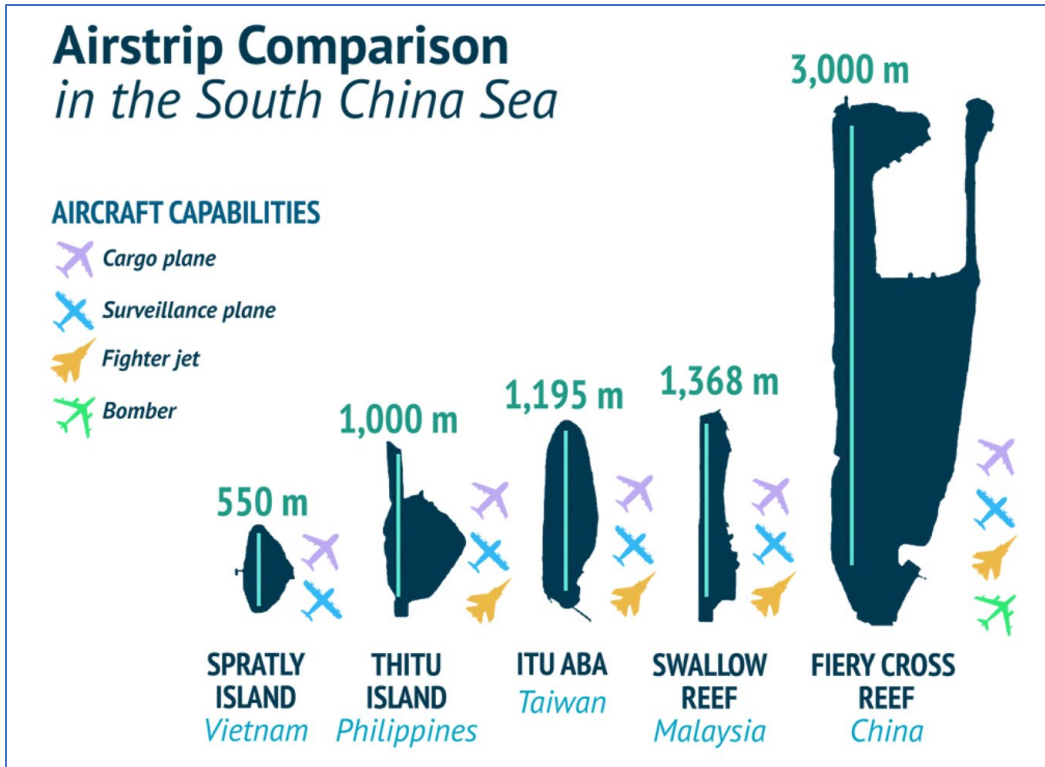 Airstrip Comparison
in the South China Sea
AIRCRAFT CAPABILITIES
Cargo plane
Surveillance plane
Fighter jet
Bomber
550 m
1,000 m
1,195 m
1,368 m
3,000 m
SPRATLY
ISLAND
Vietnam
THITU
ISLAND
Philippines
ITU ABA
Taiwan
SWALLOW
REEF
Malaysia
FIERY CROSS
REEF
China